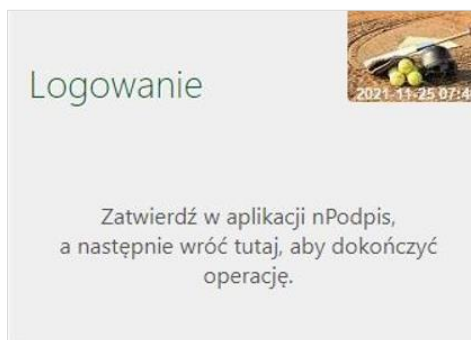 Logowanie
2021-11-25 07:4
Zatwierdź w aplikacji nPodpis,
a następnie wróć tutaj, aby dokończyć
operację.